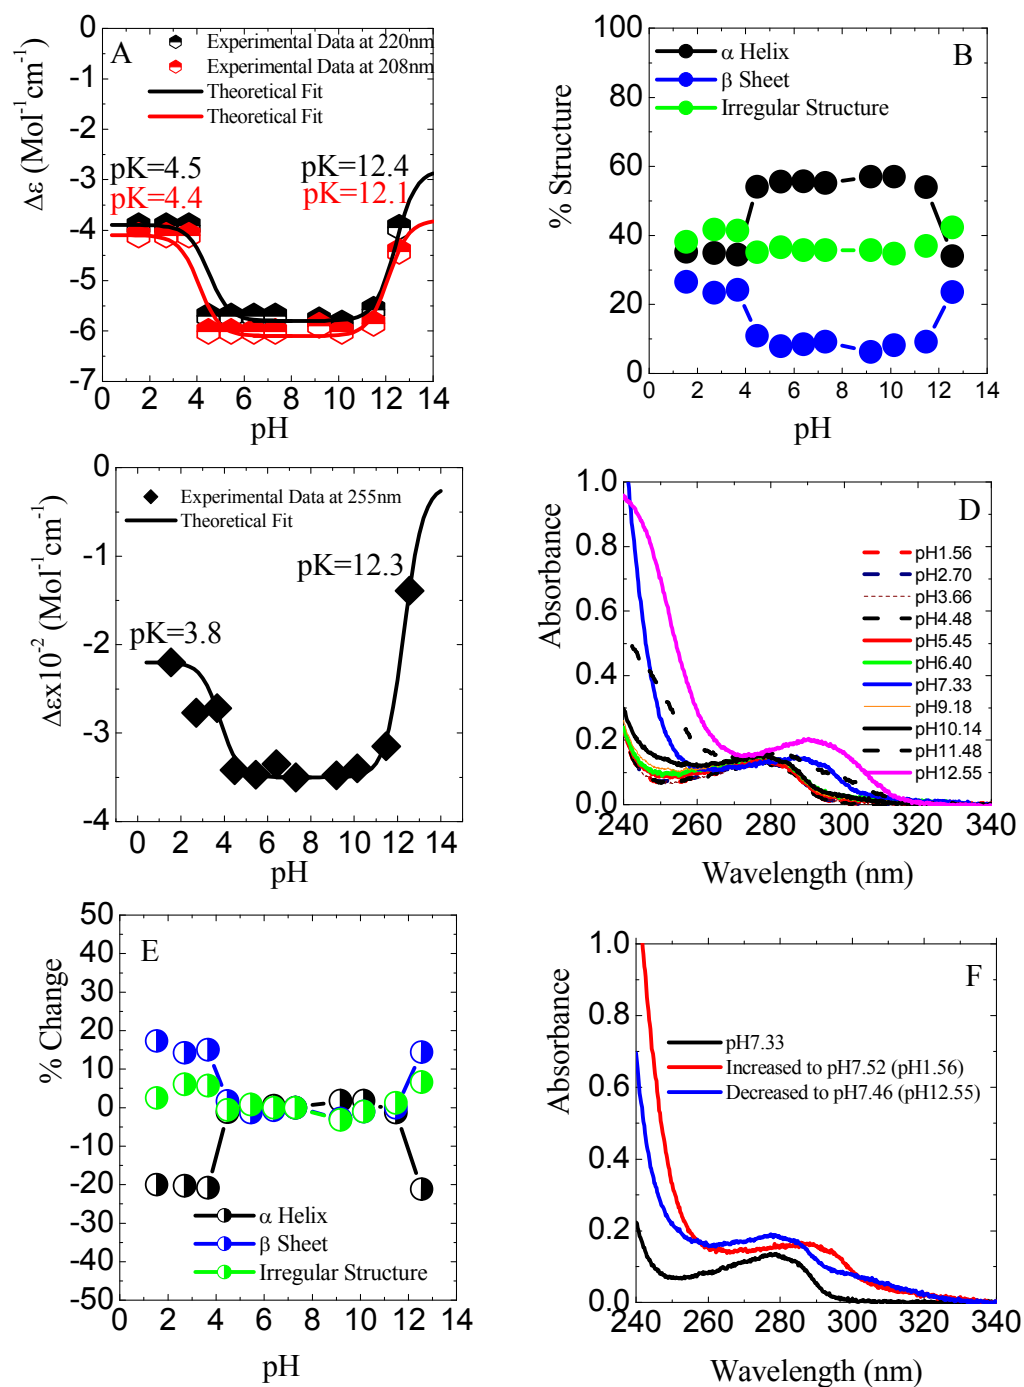 A
Experimental Data at 220nm
Experimental Data at 208nm
Theoretical Fit
Theoretical Fit
pK=4.5
pK=4.4
pK=12.4
pK=12.1
Δε (Mol⁻¹cm⁻¹)
0
-1
-2
-3
-4
-5
-6
-7
0 2 4 6 8 10 12 14
pH
B
α Helix
β Sheet
Irregular Structure
% Structure
100
80
60
40
20
0
0 2 4 6 8 10 12 14
pH
Experimental Data at 255nm
Theoretical Fit
pK=12.3
pK=3.8
Δεx10⁻² (Mol⁻¹cm⁻¹)
0
-1
-2
-3
-4
0 2 4 6 8 10 12 14
pH
D
pH1.56
pH2.70
pH3.66
pH4.48
pH5.45
pH6.40
pH7.33
pH9.18
pH10.14
pH11.48
pH12.55
Absorbance
1.0
0.8
0.6
0.4
0.2
0.0
240 260 280 300 320 340
Wavelength (nm)
E
α Helix
β Sheet
Irregular Structure
% Change
50
40
30
20
10
0
-10
-20
-30
-40
-50
0 2 4 6 8 10 12 14
pH
F
pH7.33
Increased to pH7.52 (pH1.56)
Decreased to pH7.46 (pH12.55)
Absorbance
1.0
0.8
0.6
0.4
0.2
0.0
240 260 280 300 320 340
Wavelength (nm)